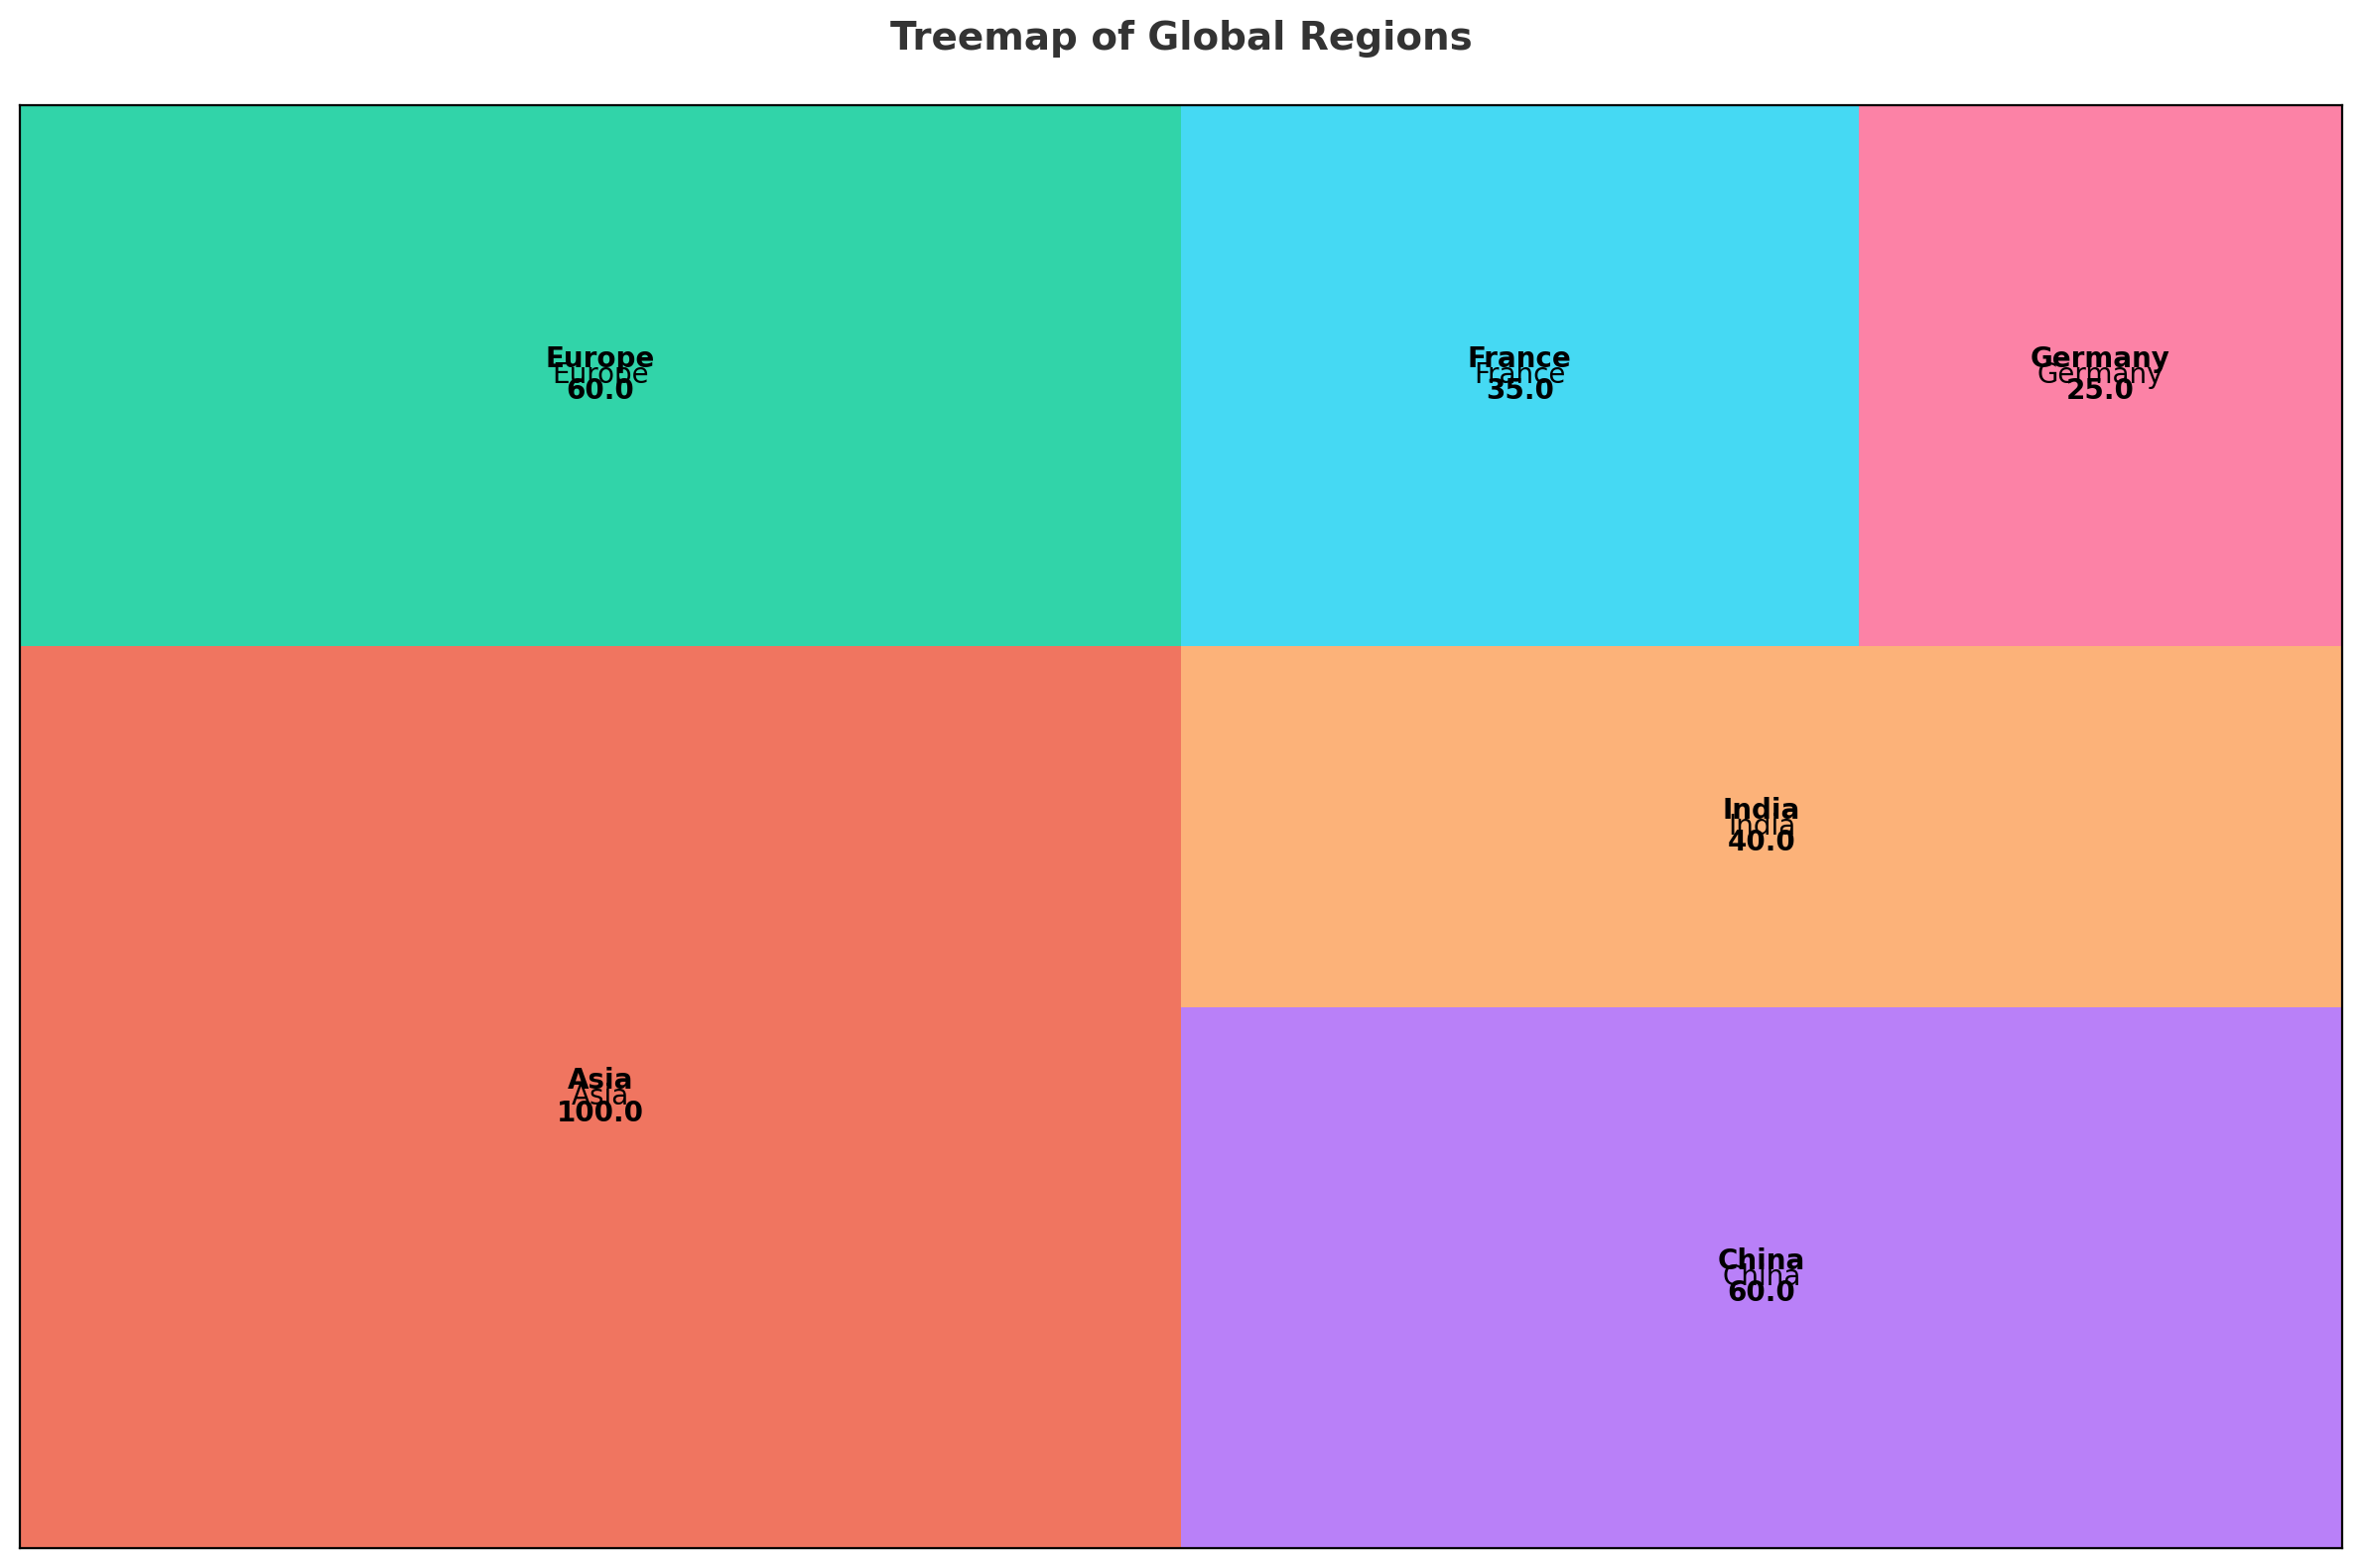 Treemap of Global Regions
Europe
Europe
60.0
France
France
35.0
Germany
Germany
25.0
India
India
40.0
Asia
Asia
100.0
China
China
60.0